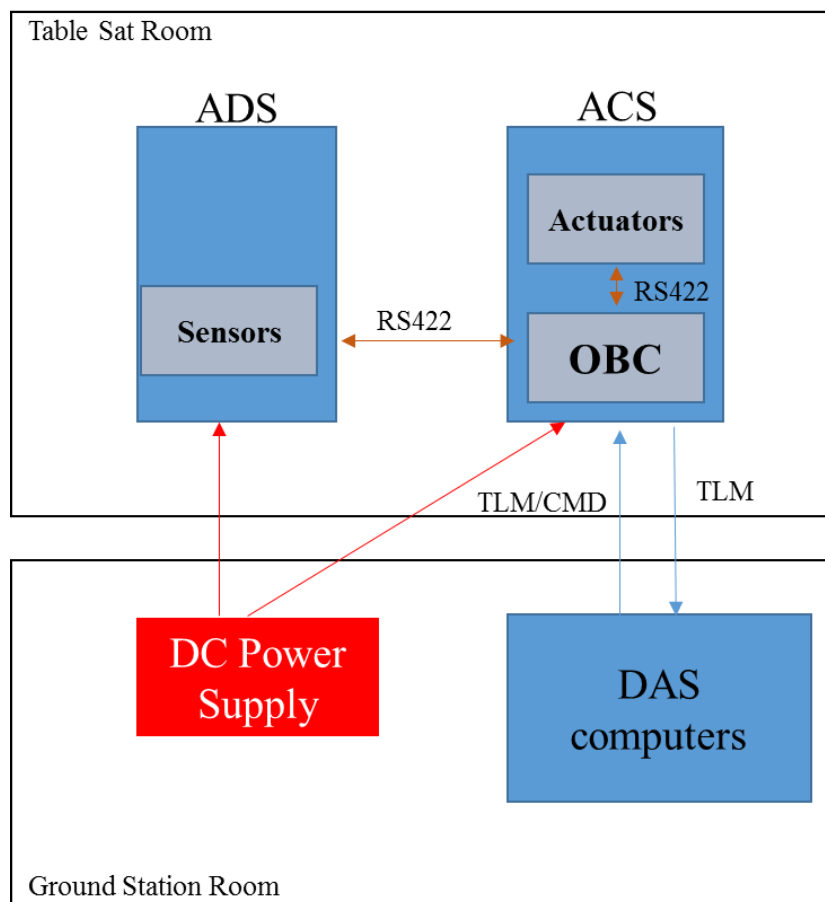 Table Sat Room
ADS
ACS
Actuators
RS422
Sensors
RS422
OBC
TLM/CMD
TLM
DC Power
Supply
DAS
computers
Ground Station Room